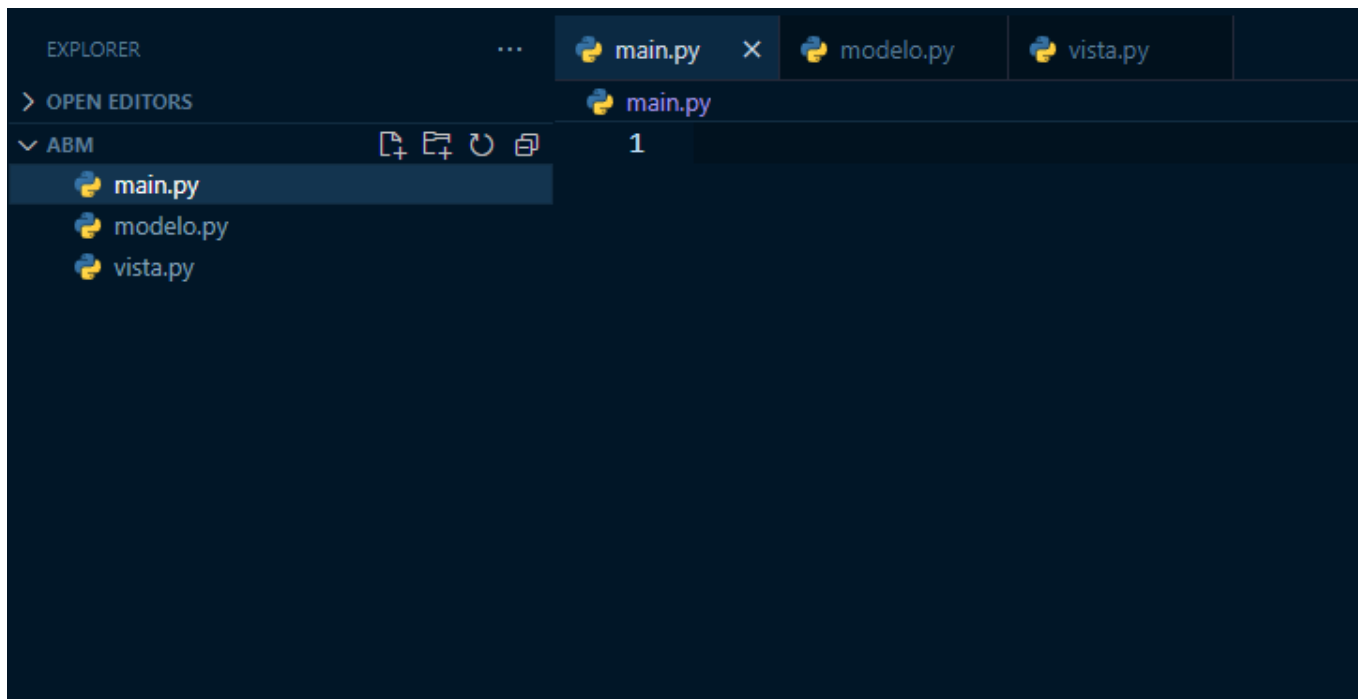 EXPLORER ··· main.py × modelo.py vista.py
OPEN EDITORS main.py
ABM 1
main.py
modelo.py
vista.py